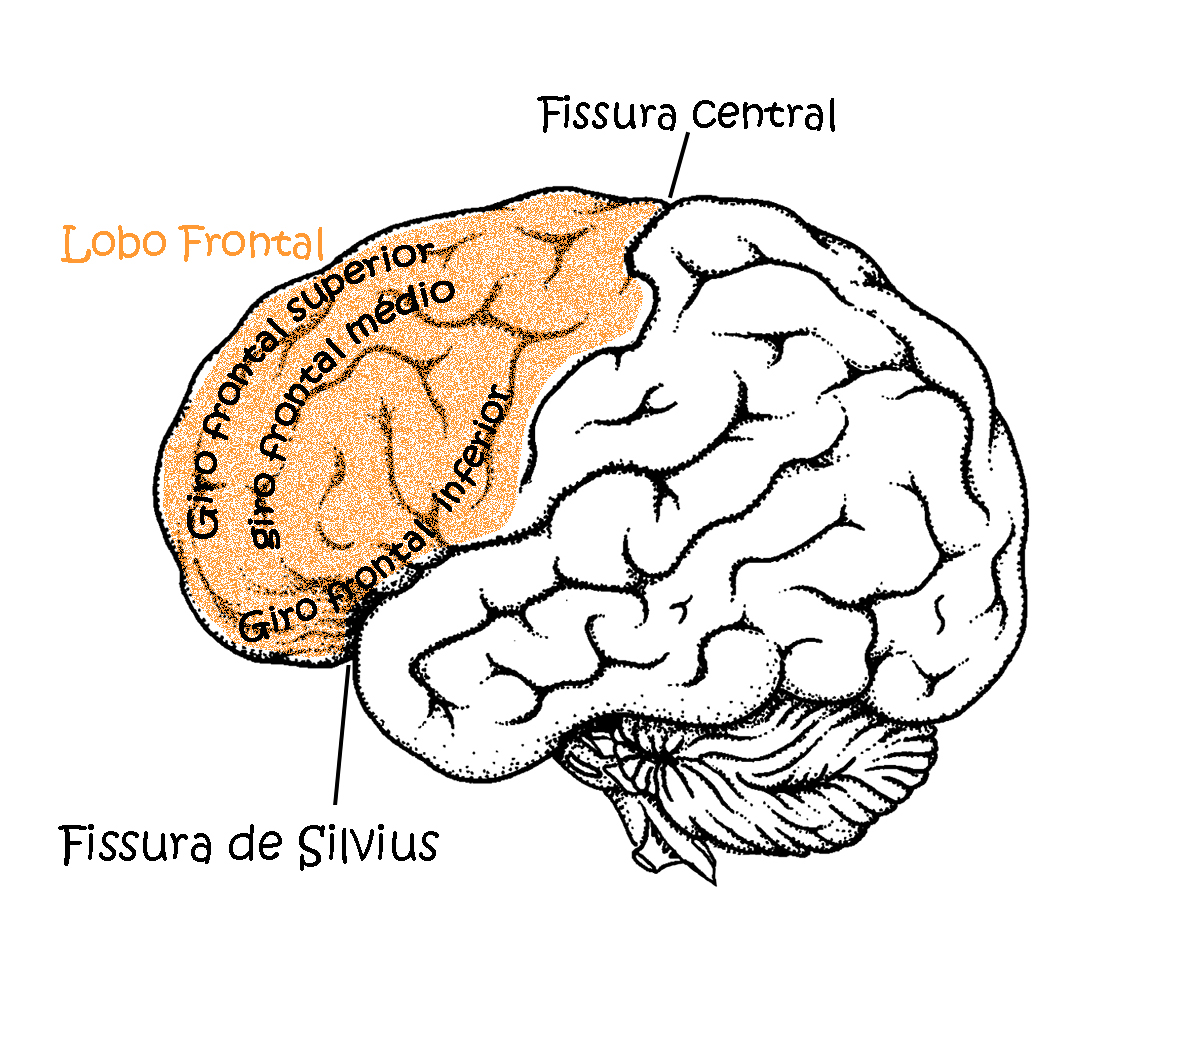 Fissura central
Lobo Frontal
Giro frontal superior
giro frontal médio
Giro frontal inferior
Fissura de Silvius